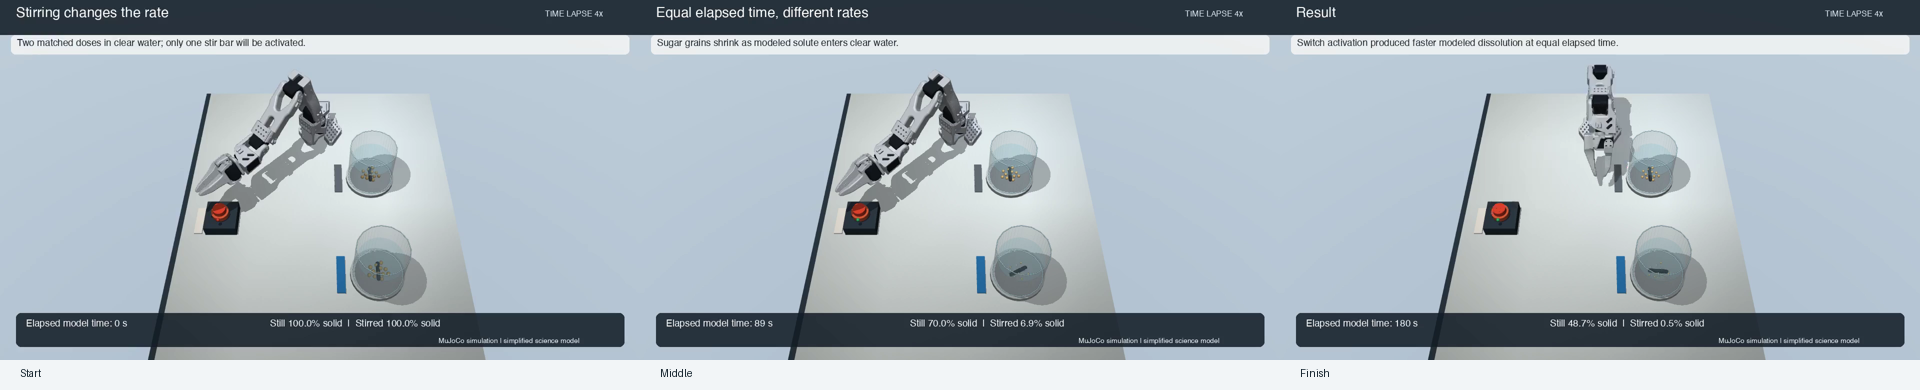 Stirring changes the rate
TIME LAPSE 4x
Two matched doses in clear water; only one stir bar will be activated.
Elapsed model time: 0 s
Still 100.0% solid | Stirred 100.0% solid
MuJoCo simulation | simplified science model
Start
Equal elapsed time, different rates
TIME LAPSE 4x
Sugar grains shrink as modeled solute enters clear water.
Elapsed model time: 89 s
Still 70.0% solid | Stirred 6.9% solid
MuJoCo simulation | simplified science model
Middle
Result
TIME LAPSE 4x
Switch activation produced faster modeled dissolution at equal elapsed time.
Elapsed model time: 180 s
Still 48.7% solid | Stirred 0.5% solid
MuJoCo simulation | simplified science model
Finish